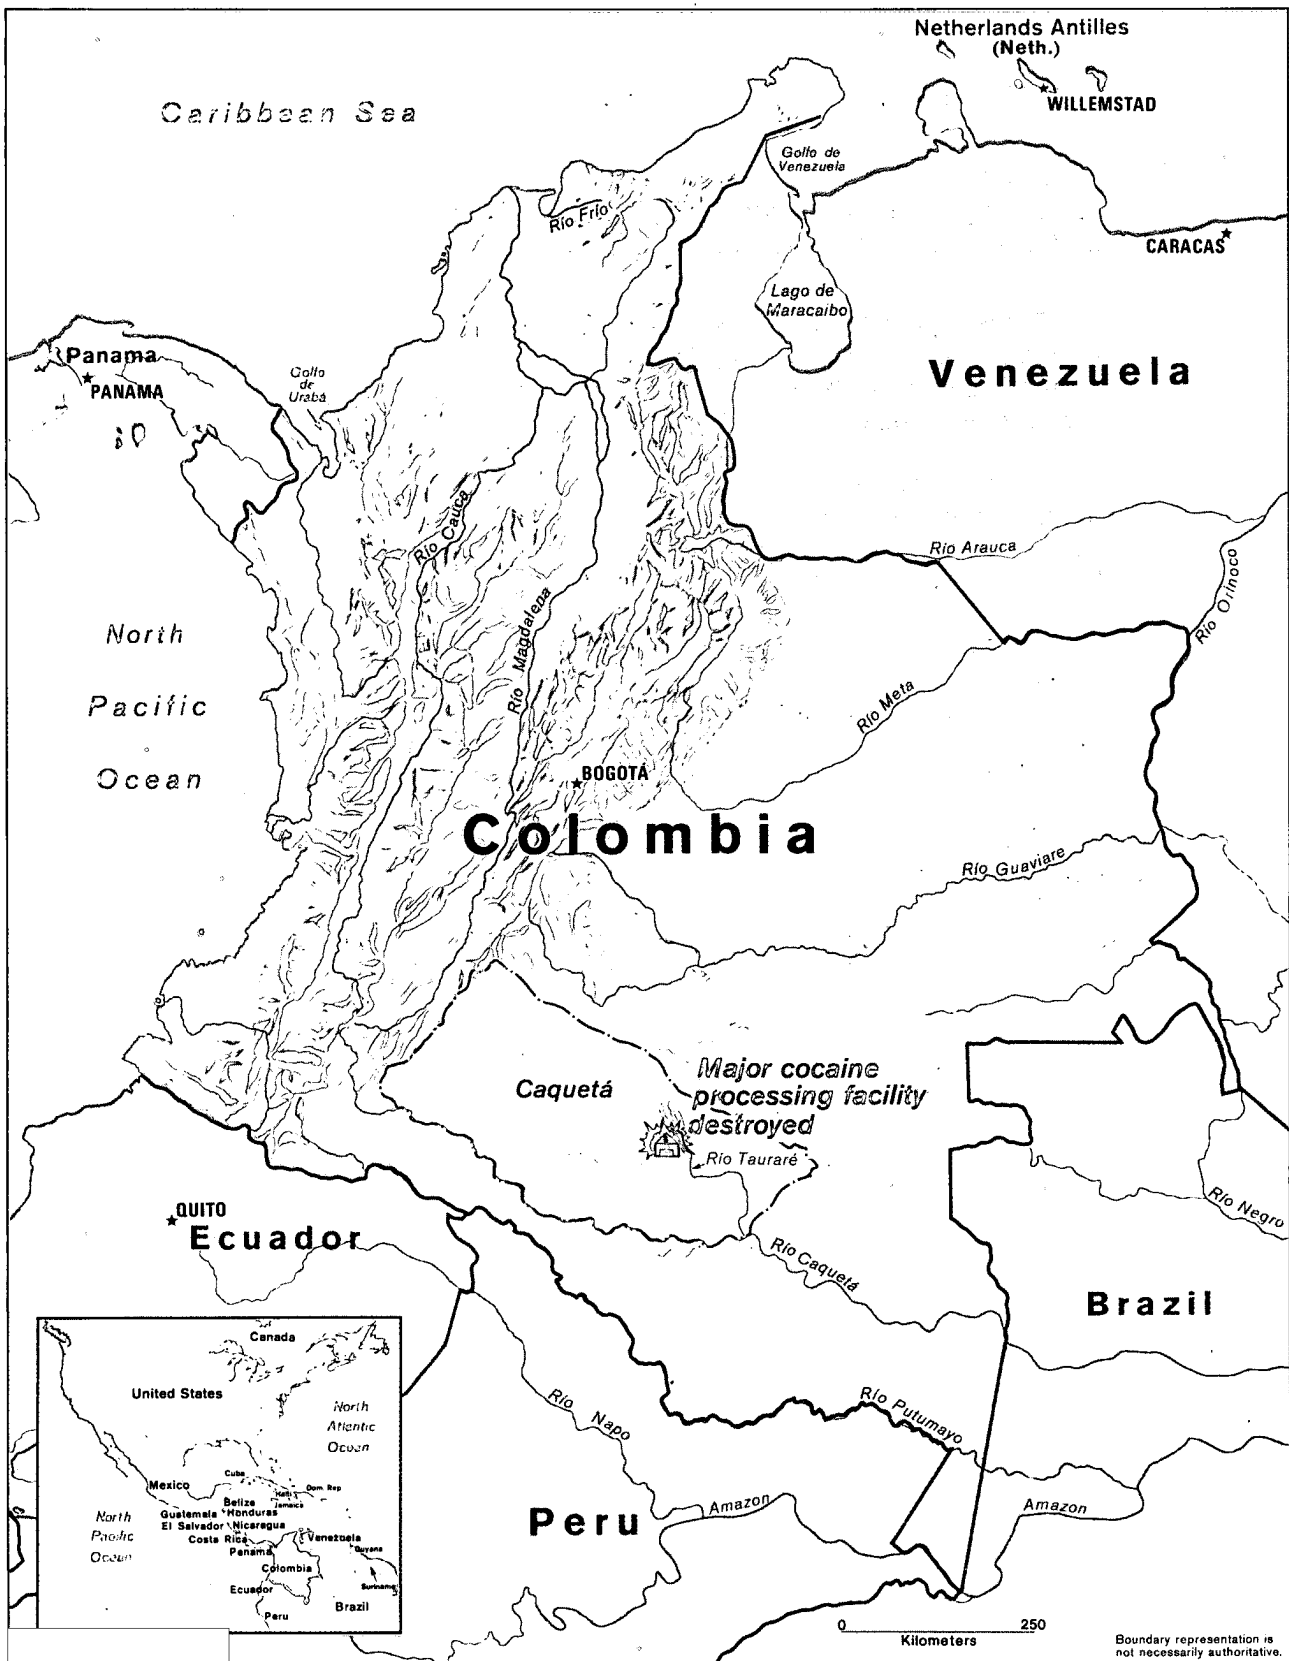 Netherlands Antilles
(Neth.)
WILLEMSTAD
Caribbean Sea
Golfo de
Venezuela
Río Frío
CARACAS
Lago de
Maracaibo
Panama
PANAMA
Golfo
de
Urabá
Venezuela
Río Cauca
Río Arauca
Río Orinoco
North
Pacific
Ocean
Río Magdalena
Río Meta
BOGOTÁ
Colombia
Río Guaviare
Caquetá
Major cocaine
processing facility
destroyed
Río Tauraré
QUITO
Ecuador
Río Negro
Río Caquetá
Brazil
Río Napo
Río Putumayo
Peru
Amazon
Amazon
Canada
United States
North
Atlantic
Ocean
Mexico
Cuba
Haiti
Dom Rep
Jamaica
Belize
Guatemala
Honduras
El Salvador
Nicaragua
Costa Rica
Venezuela
Panama
Guyana
Colombia
Suriname
Ecuador
Peru
Brazil
North
Pacific
Ocean
0 250
Kilometers
Boundary representation is
not necessarily authoritative.